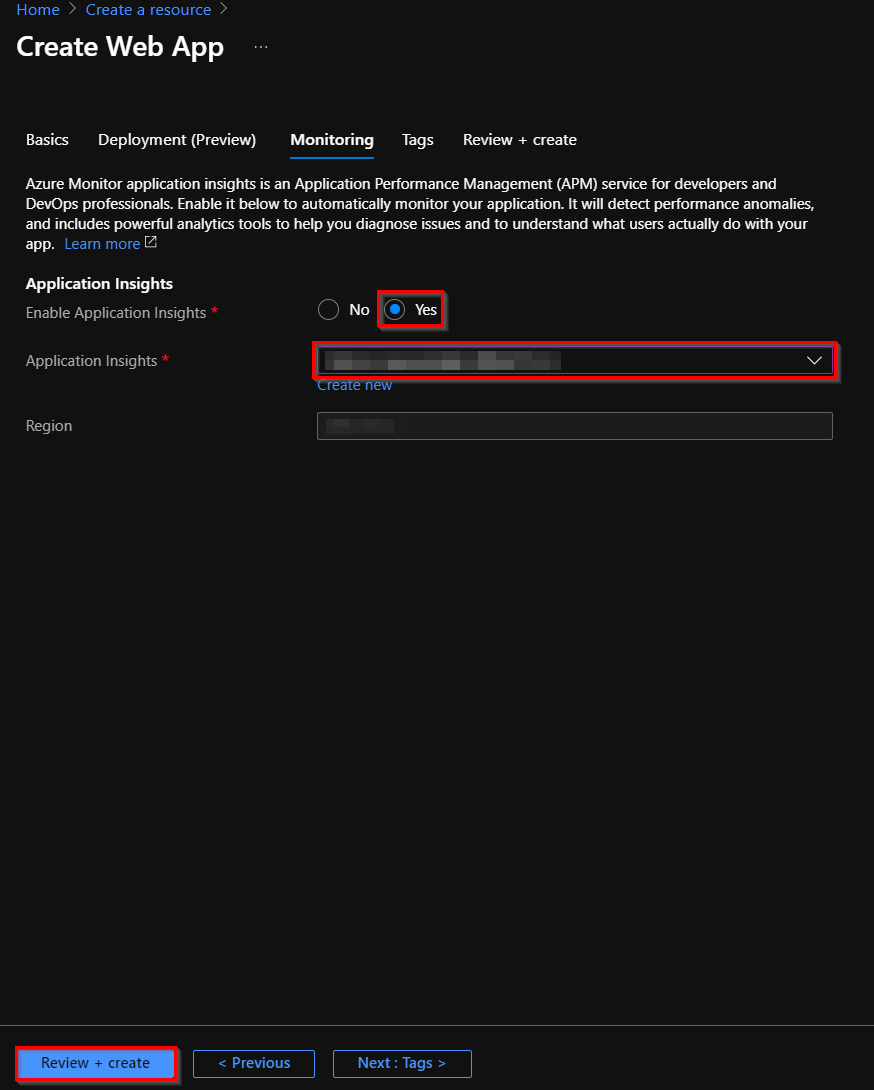 Home > Create a resource >
Create Web App ...
Basics Deployment (Preview) Monitoring Tags Review + create
Azure Monitor application insights is an Application Performance Management (APM) service for developers and
DevOps professionals. Enable it below to automatically monitor your application. It will detect performance anomalies,
and includes powerful analytics tools to help you diagnose issues and to understand what users actually do with your
app. Learn more
Application Insights
Enable Application Insights * No Yes
Application Insights *
Create new
Region
Review + create < Previous Next : Tags >